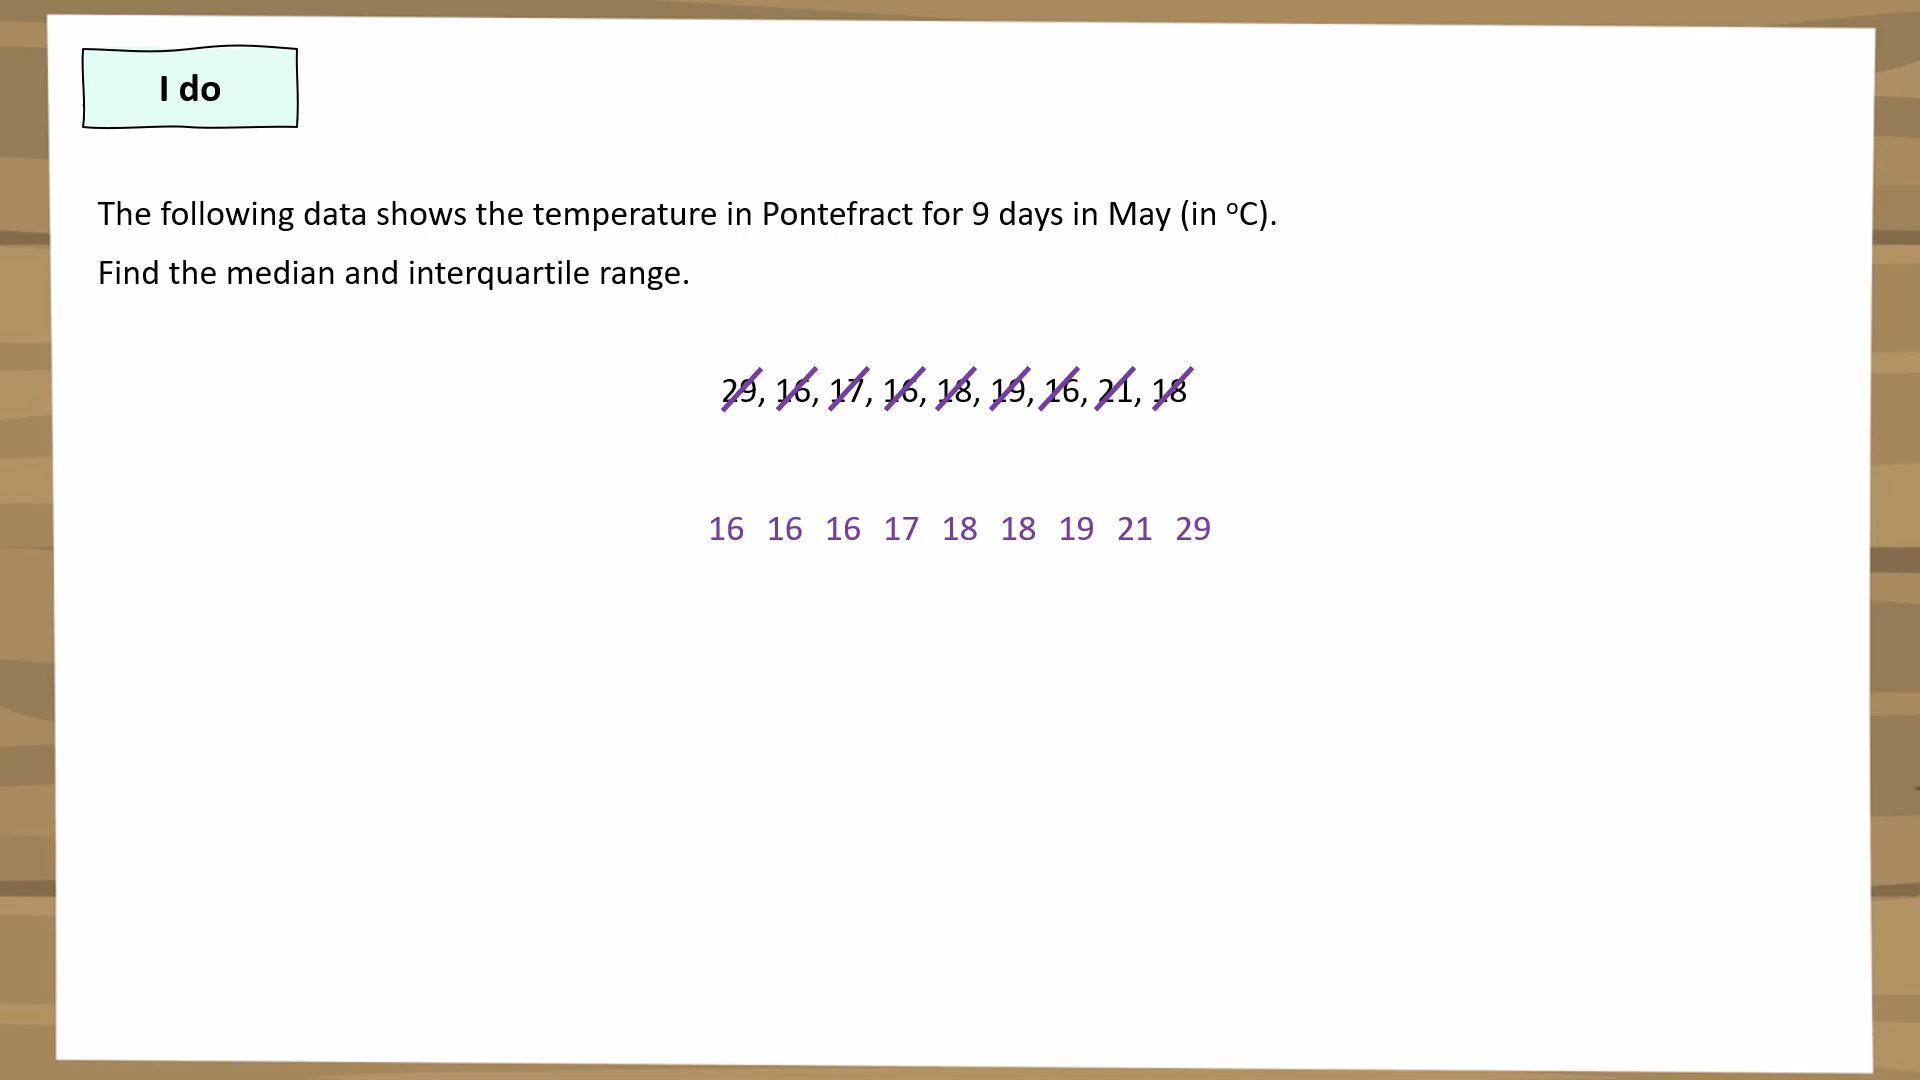 I do
The following data shows the temperature in Pontefract for 9 days in May (in ºC).
Find the median and interquartile range.
29, 16, 17, 16, 18, 19, 16, 21, 18
16 16 16 17 18 18 19 21 29